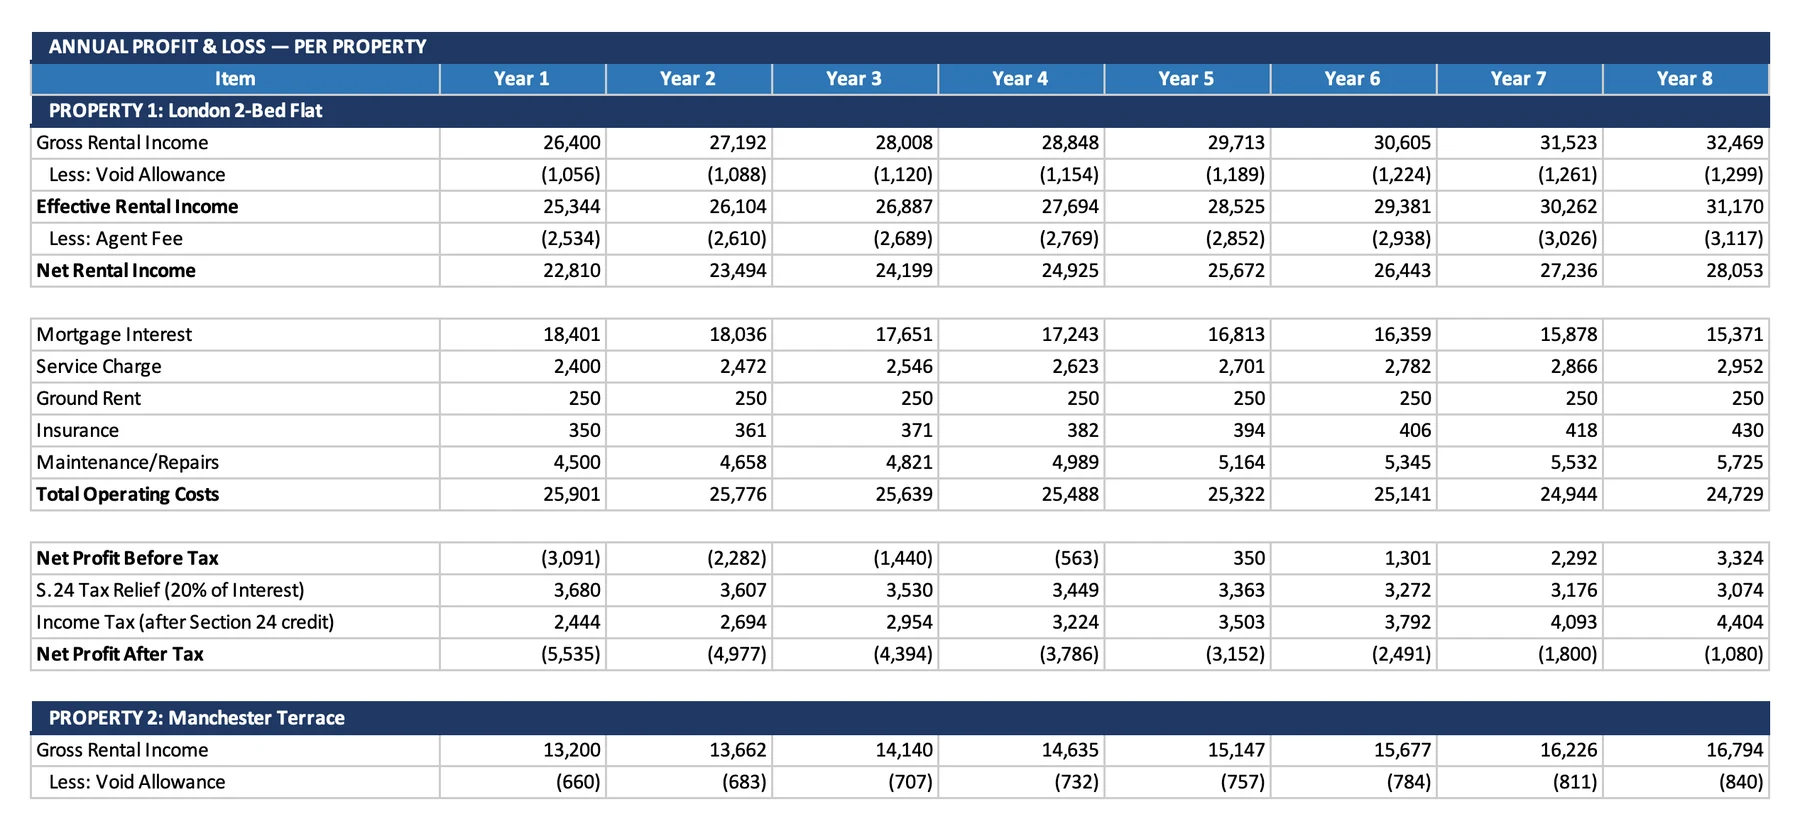 ANNUAL PROFIT & LOSS — PER PROPERTY
Item Year 1 Year 2 Year 3 Year 4 Year 5 Year 6 Year 7 Year 8
PROPERTY 1: London 2-Bed Flat
Gross Rental Income 26,400 27,192 28,008 28,848 29,713 30,605 31,523 32,469
Less: Void Allowance (1,056) (1,088) (1,120) (1,154) (1,189) (1,224) (1,261) (1,299)
Effective Rental Income 25,344 26,104 26,887 27,694 28,525 29,381 30,262 31,170
Less: Agent Fee (2,534) (2,610) (2,689) (2,769) (2,852) (2,938) (3,026) (3,117)
Net Rental Income 22,810 23,494 24,199 24,925 25,672 26,443 27,236 28,053
Mortgage Interest 18,401 18,036 17,651 17,243 16,813 16,359 15,878 15,371
Service Charge 2,400 2,472 2,546 2,623 2,701 2,782 2,866 2,952
Ground Rent 250 250 250 250 250 250 250 250
Insurance 350 361 371 382 394 406 418 430
Maintenance/Repairs 4,500 4,658 4,821 4,989 5,164 5,345 5,532 5,725
Total Operating Costs 25,901 25,776 25,639 25,488 25,322 25,141 24,944 24,729
Net Profit Before Tax (3,091) (2,282) (1,440) (563) 350 1,301 2,292 3,324
S.24 Tax Relief (20% of Interest) 3,680 3,607 3,530 3,449 3,363 3,272 3,176 3,074
Income Tax (after Section 24 credit) 2,444 2,694 2,954 3,224 3,503 3,792 4,093 4,404
Net Profit After Tax (5,535) (4,977) (4,394) (3,786) (3,152) (2,491) (1,800) (1,080)
PROPERTY 2: Manchester Terrace
Gross Rental Income 13,200 13,662 14,140 14,635 15,147 15,677 16,226 16,794
Less: Void Allowance (660) (683) (707) (732) (757) (784) (811) (840)